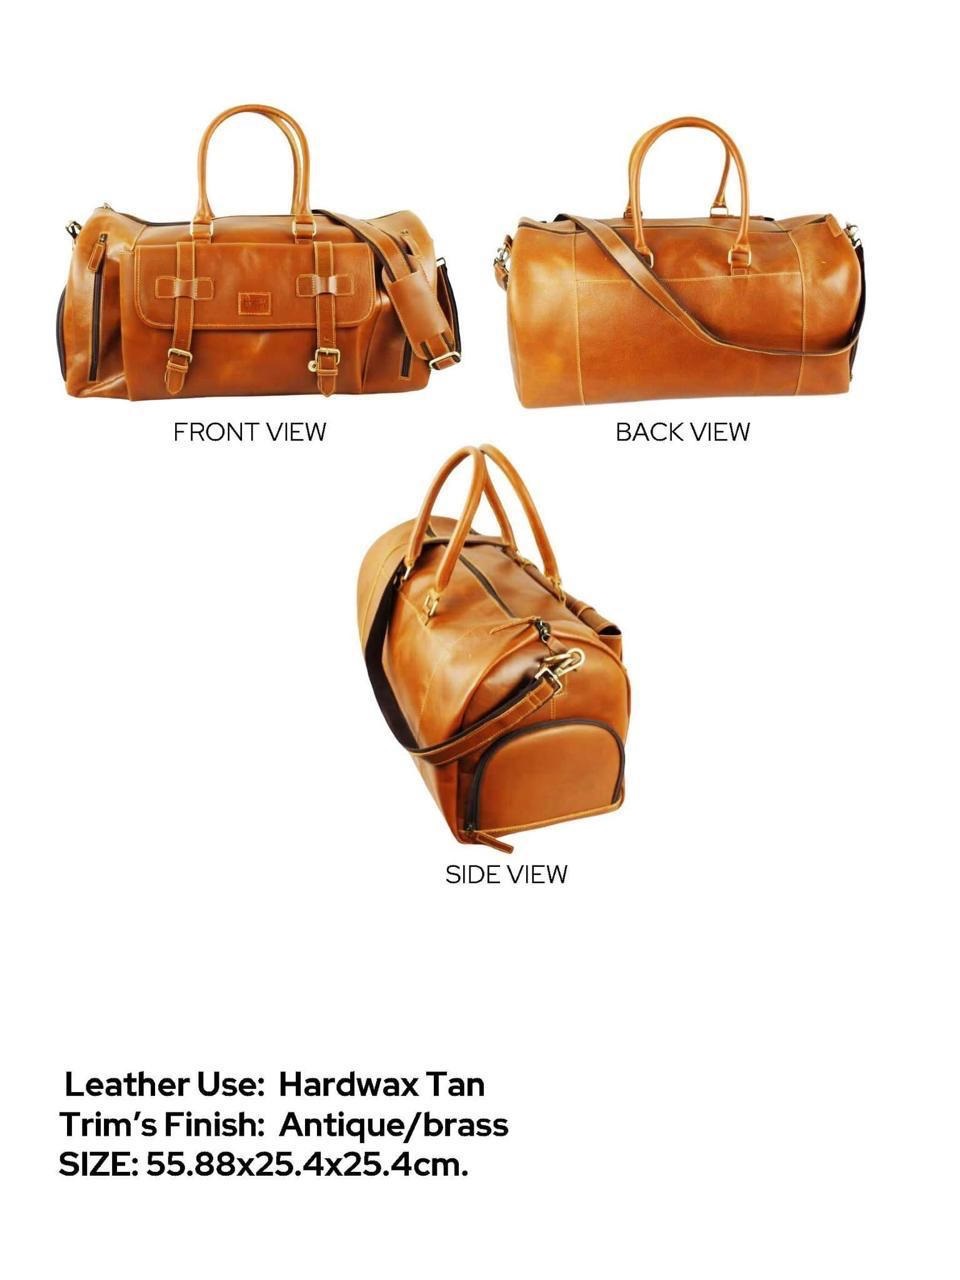 FRONT VIEW
BACK VIEW
SIDE VIEW
Leather Use: Hardwax Tan
Trim's Finish: Antique/brass
SIZE: 55.88x25.4x25.4cm.